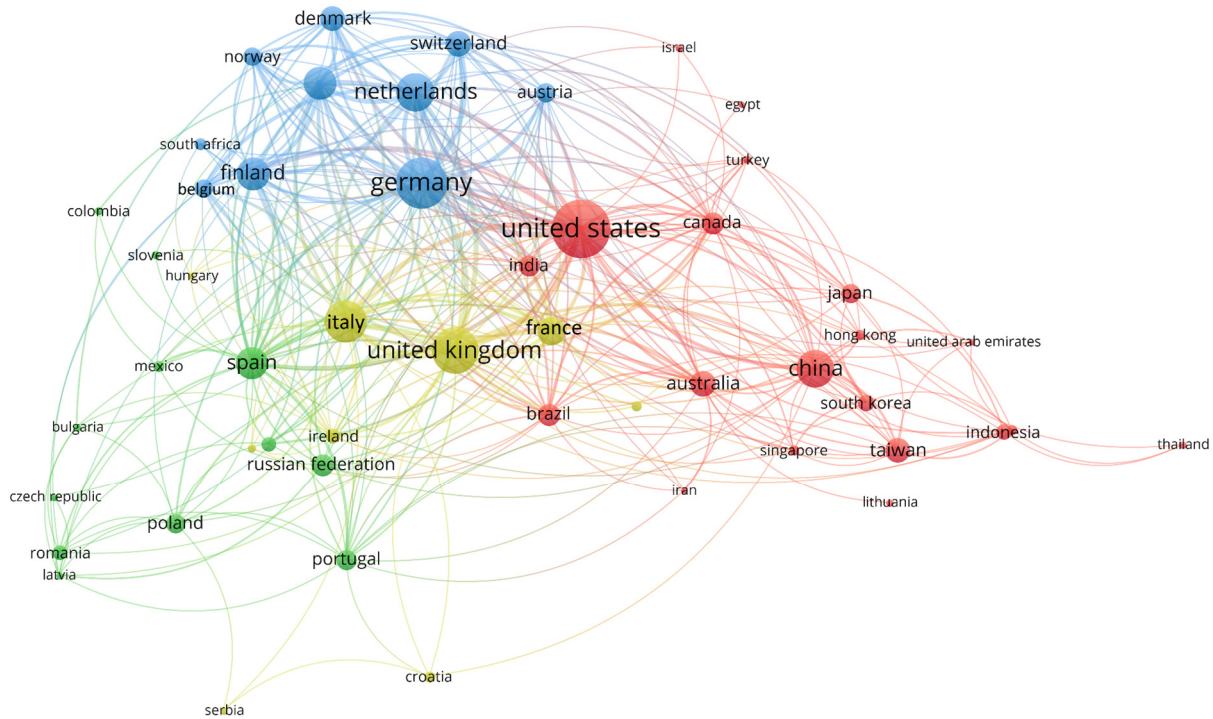 denmark
switzerland
israel
norway
netherlands
austria
egypt
south africa
turkey
finland
germany
belgium
colombia
united states
canada
slovenia
india
hungary
japan
italy
france
hong kong
united arab emirates
united kingdom
spain
mexico
china
australia
south korea
brazil
bulgaria
ireland
indonesia
thailand
russian federation
singapore
taiwan
czech republic
iran
lithuania
poland
romania
portugal
latvia
croatia
serbia